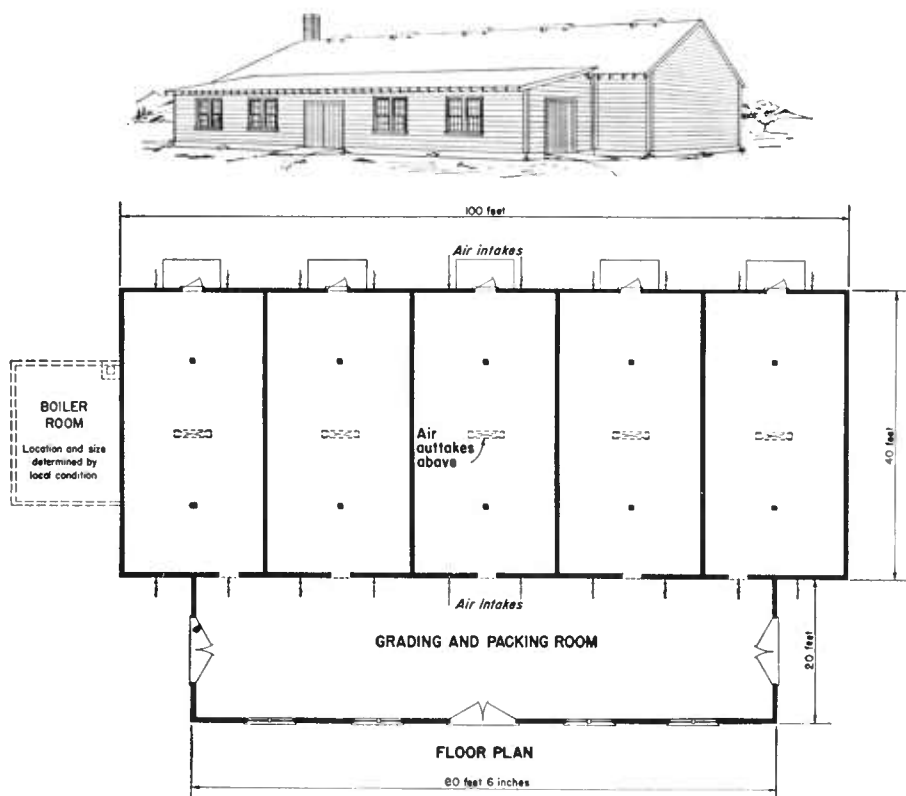 100 feet
Air intakes
BOILER
ROOM
Location and size
determined by
local condition
Air
outtakes
above
40 feet
Air Intakes
GRADING AND PACKING ROOM
20 feet
FLOOR PLAN
80 feet 6 inches